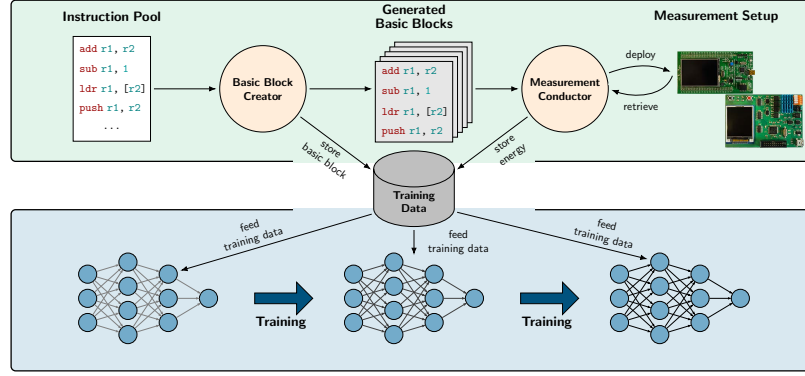 Instruction Pool
Generated
Basic Blocks
Measurement Setup
add r1, r2
sub r1, 1
ldr r1, [r2]
push r1, r2
...
Basic Block
Creator
add r1, r2
sub r1, 1
ldr r1, [r2]
push r1, r2
Measurement
Conductor
deploy
retrieve
store
basic block
store
energy
Training
Data
feed
training data
feed
training data
feed
training data
Training
Training